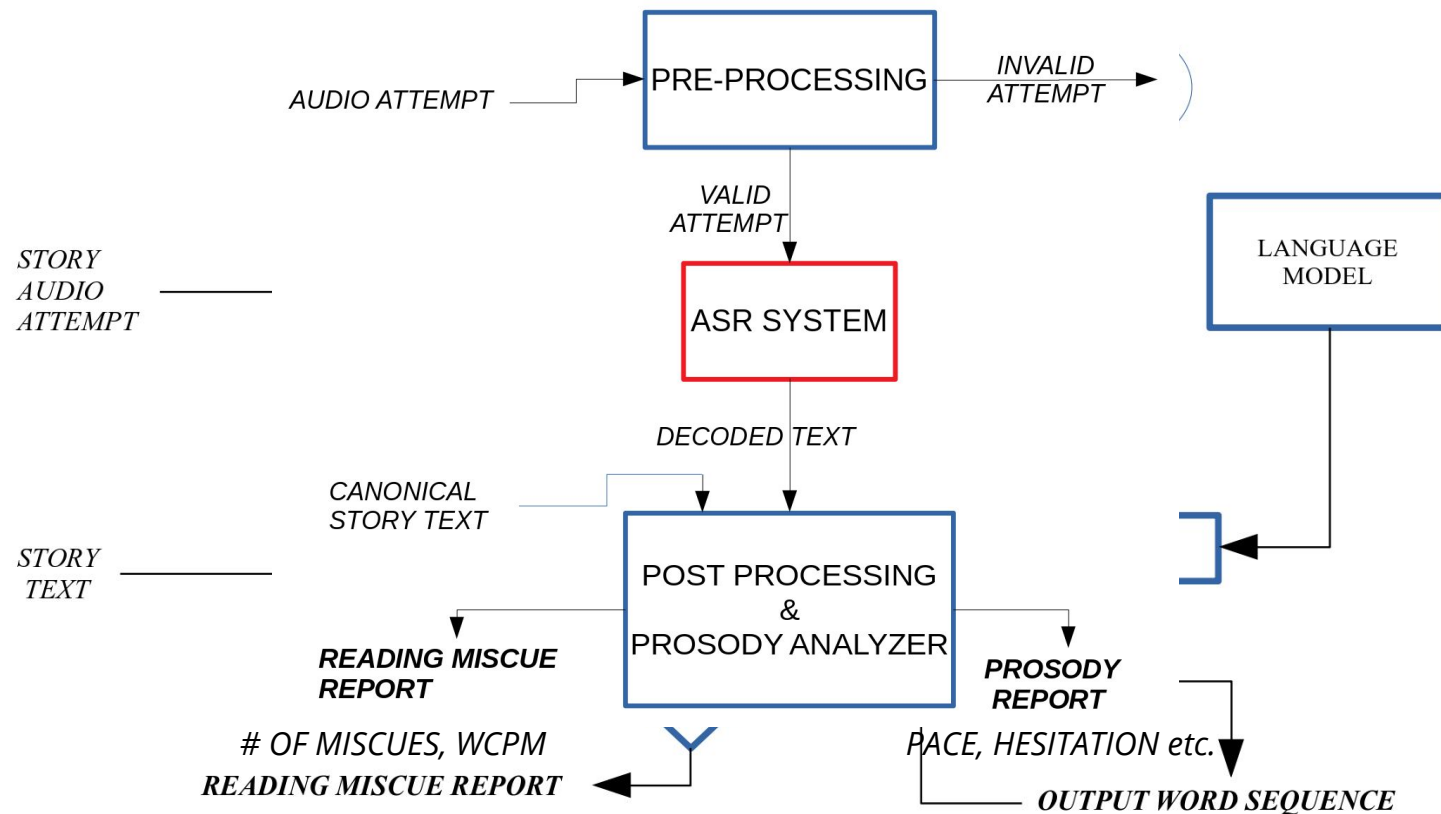 PRE-PROCESSING
INVALID
ATTEMPT
AUDIO ATTEMPT
VALID
ATTEMPT
STORY
AUDIO
ATTEMPT
LANGUAGE
MODEL
ASR SYSTEM
DECODED TEXT
CANONICAL
STORY TEXT
STORY
TEXT
POST PROCESSING
&
PROSODY ANALYZER
READING MISCUE
REPORT
PROSODY
REPORT
# OF MISCUES, WCPM
PACE, HESITATION etc.
READING MISCUE REPORT
OUTPUT WORD SEQUENCE